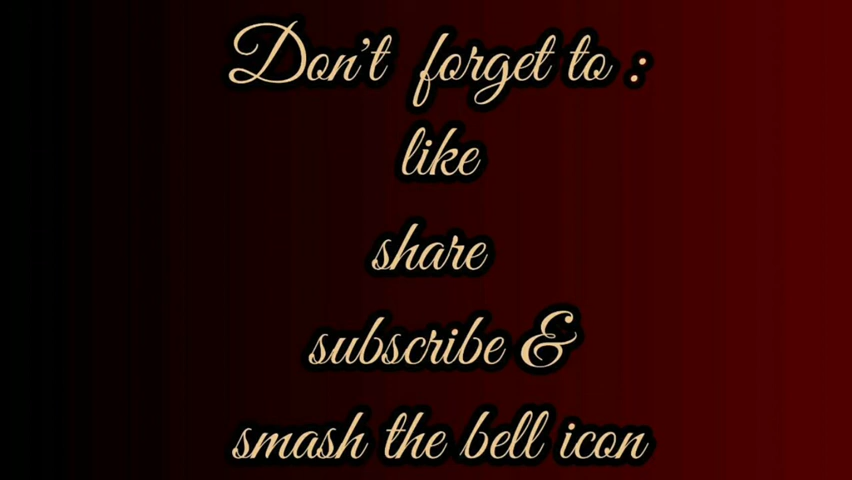 Don't forget to :
like
share
subscribe &
smash the bell icon